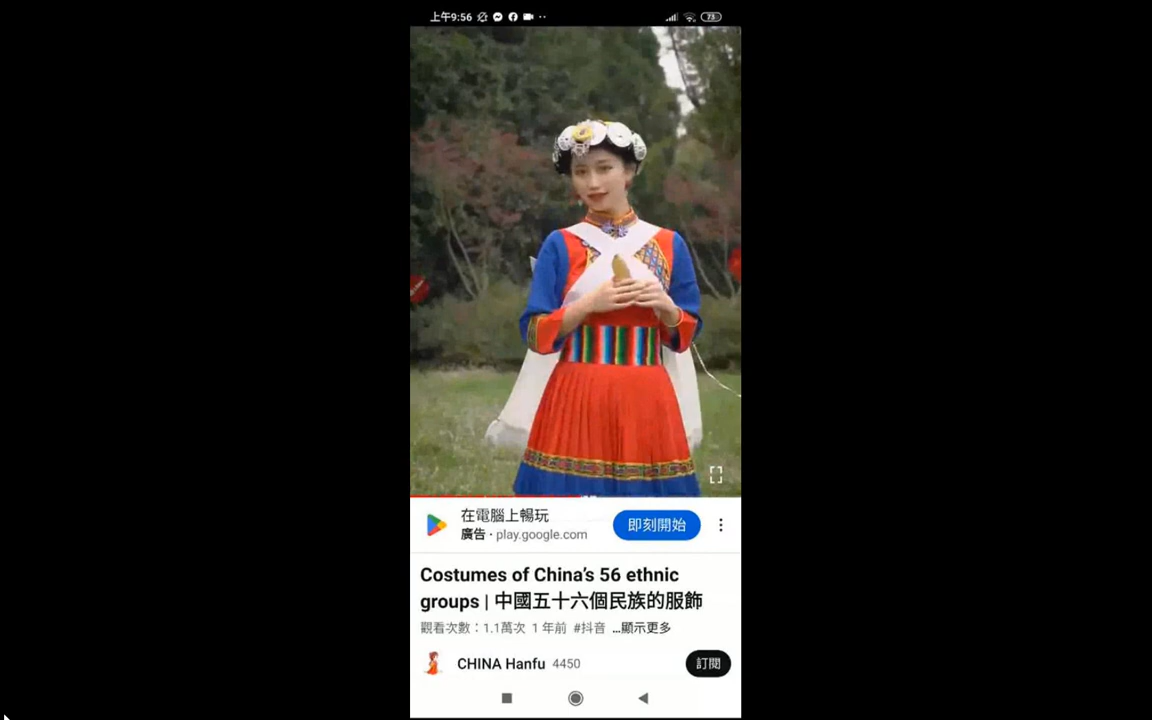 上午9:56
73
在電腦上暢玩
廣告 · play.google.com
即刻開始
Costumes of China's 56 ethnic
groups | 中國五十六個民族的服飾
觀看次數：1.1萬次 1 年前 #抖音 ...顯示更多
CHINA Hanfu 4450
訂閱